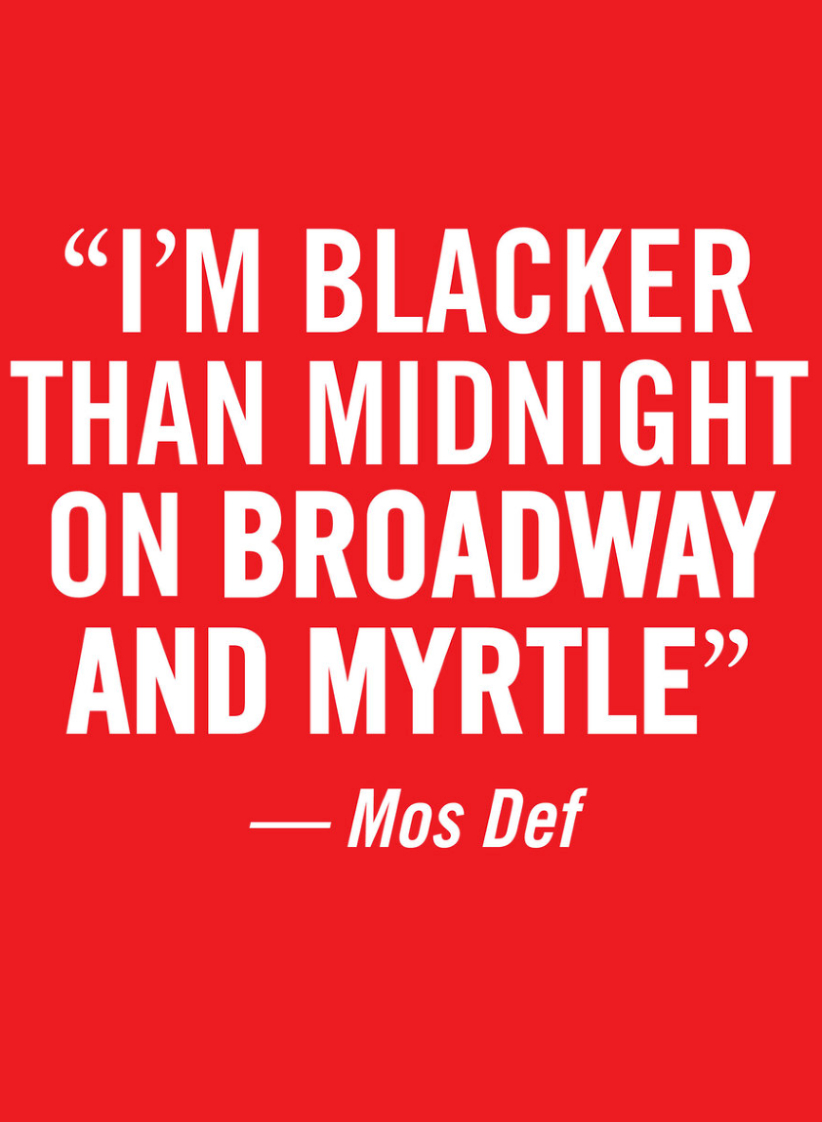 “I’M BLACKER
THAN MIDNIGHT
ON BROADWAY
AND MYRTLE”
— Mos Def